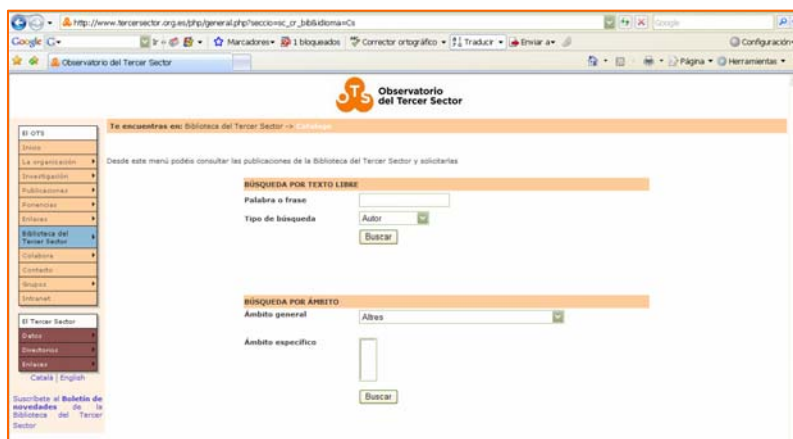 http://www.tercersector.org.es/php/general.php?seccio=sc_cr_bib&idioma=Cs
Google
Google G Ir Marcadores 1 bloqueados Corrector ortográfico Traducir Enviar a Configuración
Observatorio del Tercer Sector
Página Herramientas
OTS Observatorio
del Tercer Sector
Te encuentras en: Biblioteca del Tercer Sector -> Catálogo
Desde este menú podéis consultar las publicaciones de la Biblioteca del Tercer Sector y solicitarlas
El OTS
Inicio
La organización
Investigación
Publicaciones
Ponencias
Enlaces
Biblioteca del
Tercer Sector
Colabora
Contacto
Grupos
Intranet
El Tercer Sector
Datos
Directorios
Enlaces
Català | English
Suscríbete al Boletín de
novedades de la
Biblioteca del Tercer
Sector
BÚSQUEDA POR TEXTO LIBRE
Palabra o frase
Tipo de búsqueda Autor
Buscar
BÚSQUEDA POR ÁMBITO
Ámbito general Altres
Ámbito específico
Buscar